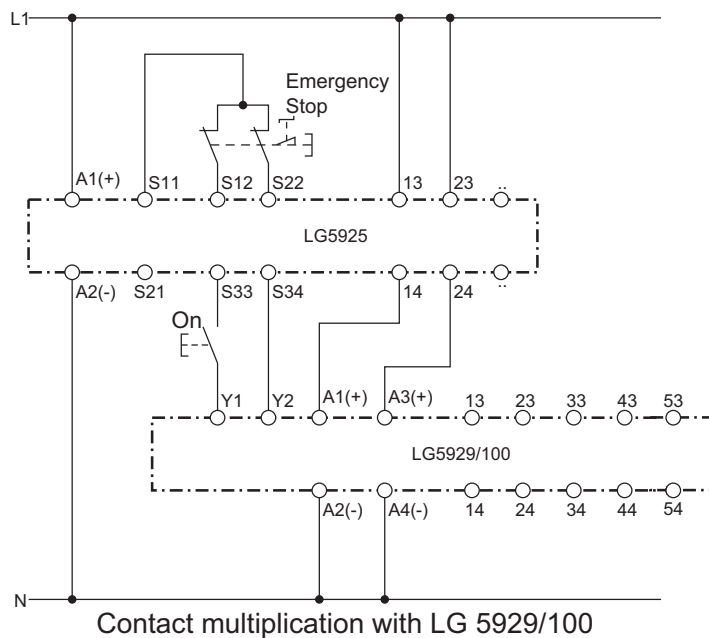 L1
Emergency
Stop
A1(+) S11 S12 S22 13 23 ..
LG5925
A2(-) S21 S33 S34 14 24 ..
On
Y1 Y2 A1(+) A3(+) 13 23 33 43 53
LG5929/100
A2(-) A4(-) 14 24 34 44 54
N
Contact multiplication with LG 5929/100